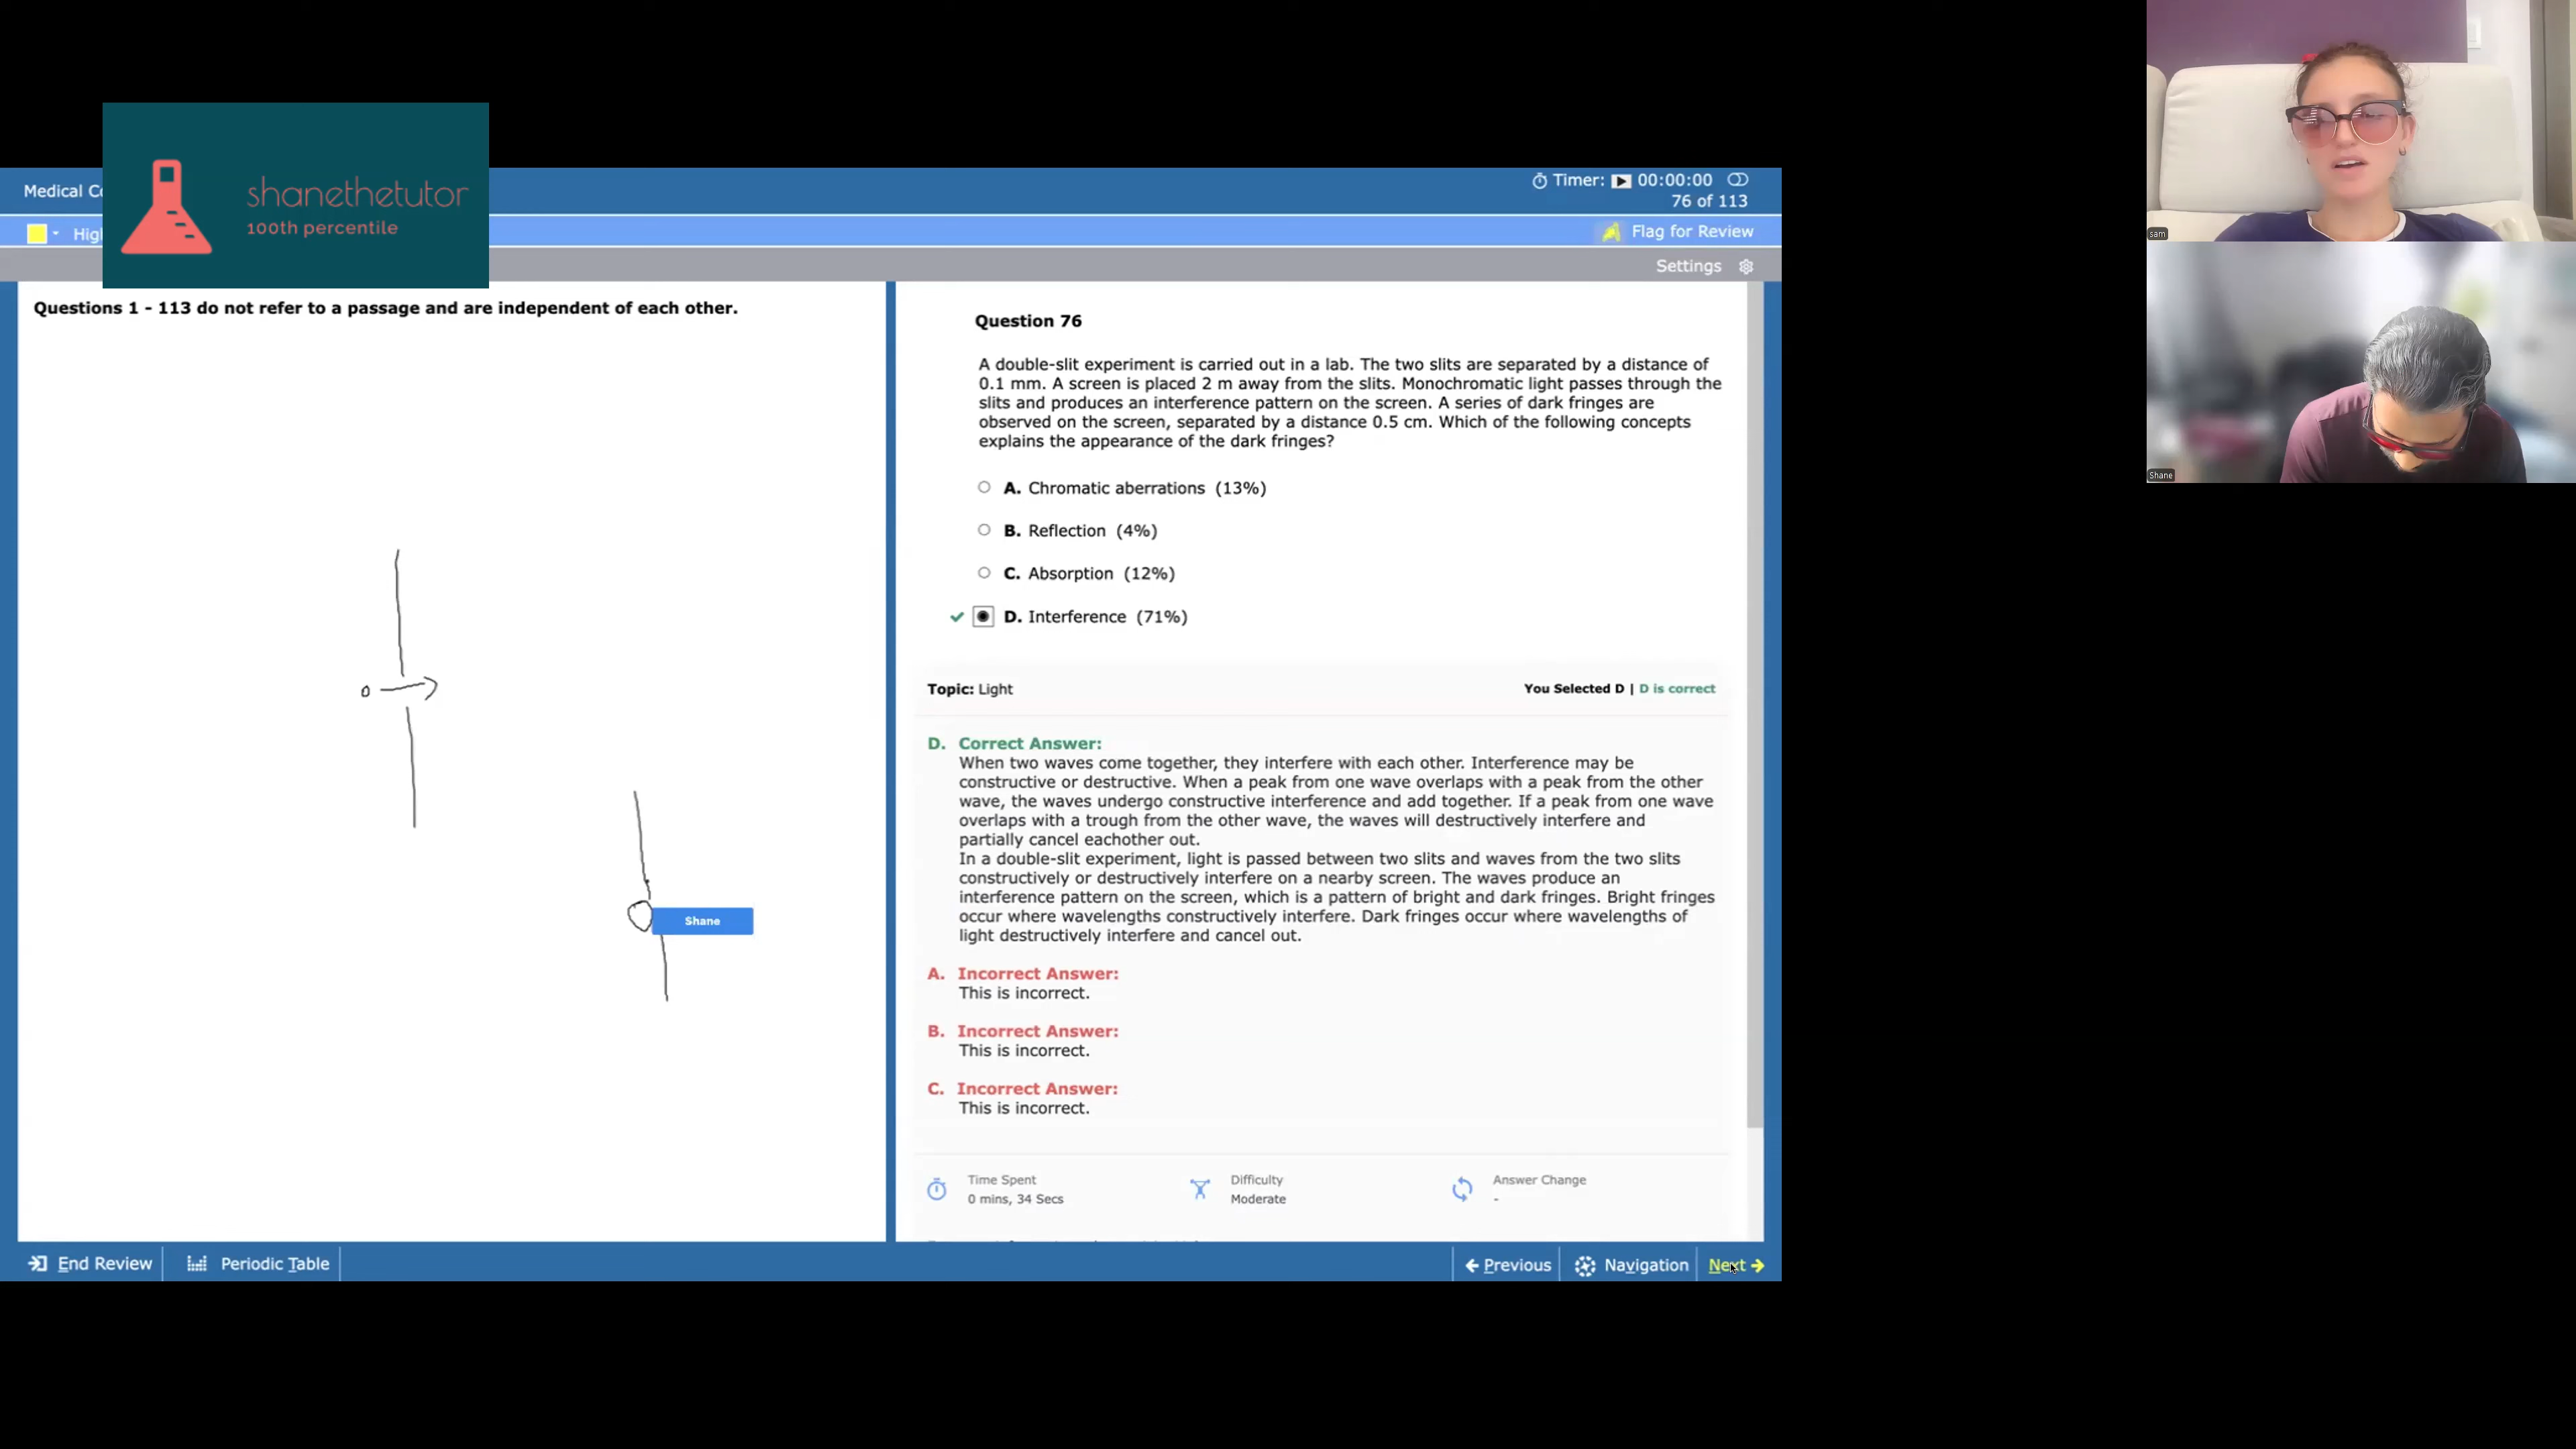 Medical Co
shanethetutor
100th percentile
Timer: 00:00:00
76 of 113
High
Flag for Review
Settings
Questions 1 - 113 do not refer to a passage and are independent of each other.
Shane
Question 76
A double-slit experiment is carried out in a lab. The two slits are separated by a distance of
0.1 mm. A screen is placed 2 m away from the slits. Monochromatic light passes through the
slits and produces an interference pattern on the screen. A series of dark fringes are
observed on the screen, separated by a distance 0.5 cm. Which of the following concepts
explains the appearance of the dark fringes?
A. Chromatic aberrations (13%)
B. Reflection (4%)
C. Absorption (12%)
D. Interference (71%)
Topic: Light
You Selected D | D is correct
D. Correct Answer:
When two waves come together, they interfere with each other. Interference may be
constructive or destructive. When a peak from one wave overlaps with a peak from the other
wave, the waves undergo constructive interference and add together. If a peak from one wave
overlaps with a trough from the other wave, the waves will destructively interfere and
partially cancel eachother out.
In a double-slit experiment, light is passed between two slits and waves from the two slits
constructively or destructively interfere on a nearby screen. The waves produce an
interference pattern on the screen, which is a pattern of bright and dark fringes. Bright fringes
occur where wavelengths constructively interfere. Dark fringes occur where wavelengths of
light destructively interfere and cancel out.
A. Incorrect Answer:
This is incorrect.
B. Incorrect Answer:
This is incorrect.
C. Incorrect Answer:
This is incorrect.
Time Spent
0 mins, 34 Secs
Difficulty
Moderate
Answer Change
-
End Review
Periodic Table
Previous
Navigation
Next
sam
Shane